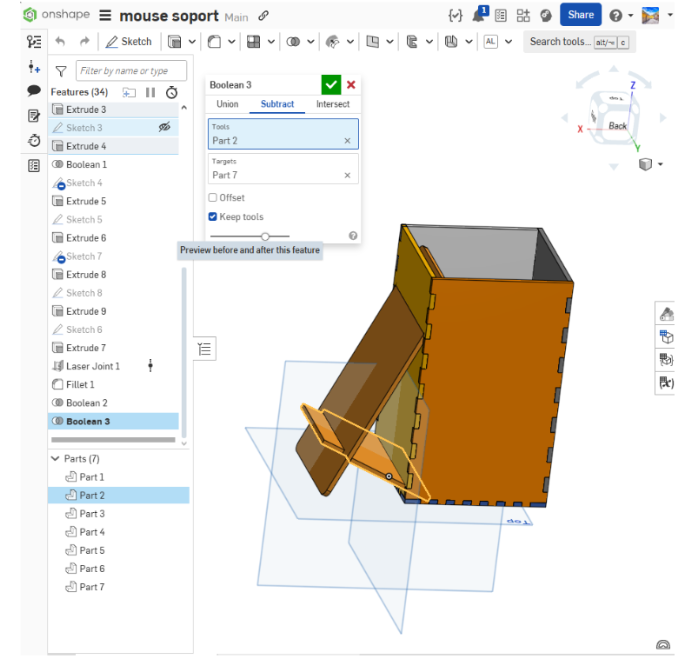 onshape mouse soport Main Share
Sketch AL Search tools... alt/⌥ c
Filter by name or type
Features (34)
Extrude 3
Sketch 3
Extrude 4
Boolean 1
Sketch 4
Extrude 5
Sketch 5
Extrude 6
Sketch 7
Extrude 8
Sketch 8
Extrude 9
Sketch 6
Extrude 7
Laser Joint 1
Fillet 1
Boolean 2
Boolean 3
Parts (7)
Part 1
Part 2
Part 3
Part 4
Part 5
Part 6
Part 7
Boolean 3
Union Subtract Intersect
Tools
Part 2
Targets
Part 7
Offset
Keep tools
Preview before and after this feature
Z
X
Back
Y
Top